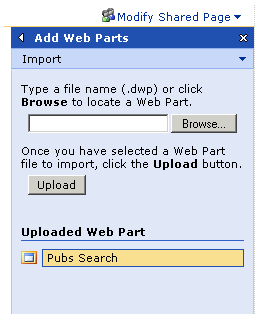 Modify Shared Page
Add Web Parts
Import
Type a file name (.dwp) or click
Browse to locate a Web Part.
Browse...
Once you have selected a Web Part
file to import, click the Upload button.
Upload
Uploaded Web Part
Pubs Search